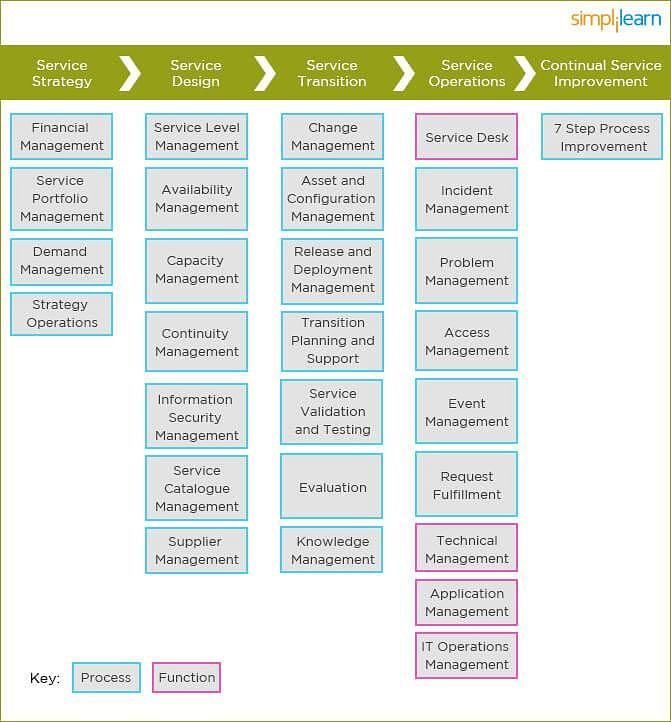 simplilearn
Service
Strategy
Service
Design
Service
Transition
Service
Operations
Continual Service
Improvement
Financial
Management
Service
Portfolio
Management
Demand
Management
Strategy
Operations
Service Level
Management
Availability
Management
Capacity
Management
Continuity
Management
Information
Security
Management
Service
Catalogue
Management
Supplier
Management
Change
Management
Asset and
Configuration
Management
Release and
Deployment
Management
Transition
Planning and
Support
Service
Validation
and Testing
Evaluation
Knowledge
Management
Service Desk
Incident
Management
Problem
Management
Access
Management
Event
Management
Request
Fulfillment
Technical
Management
Application
Management
IT Operations
Management
7 Step Process
Improvement
Key:
Process
Function